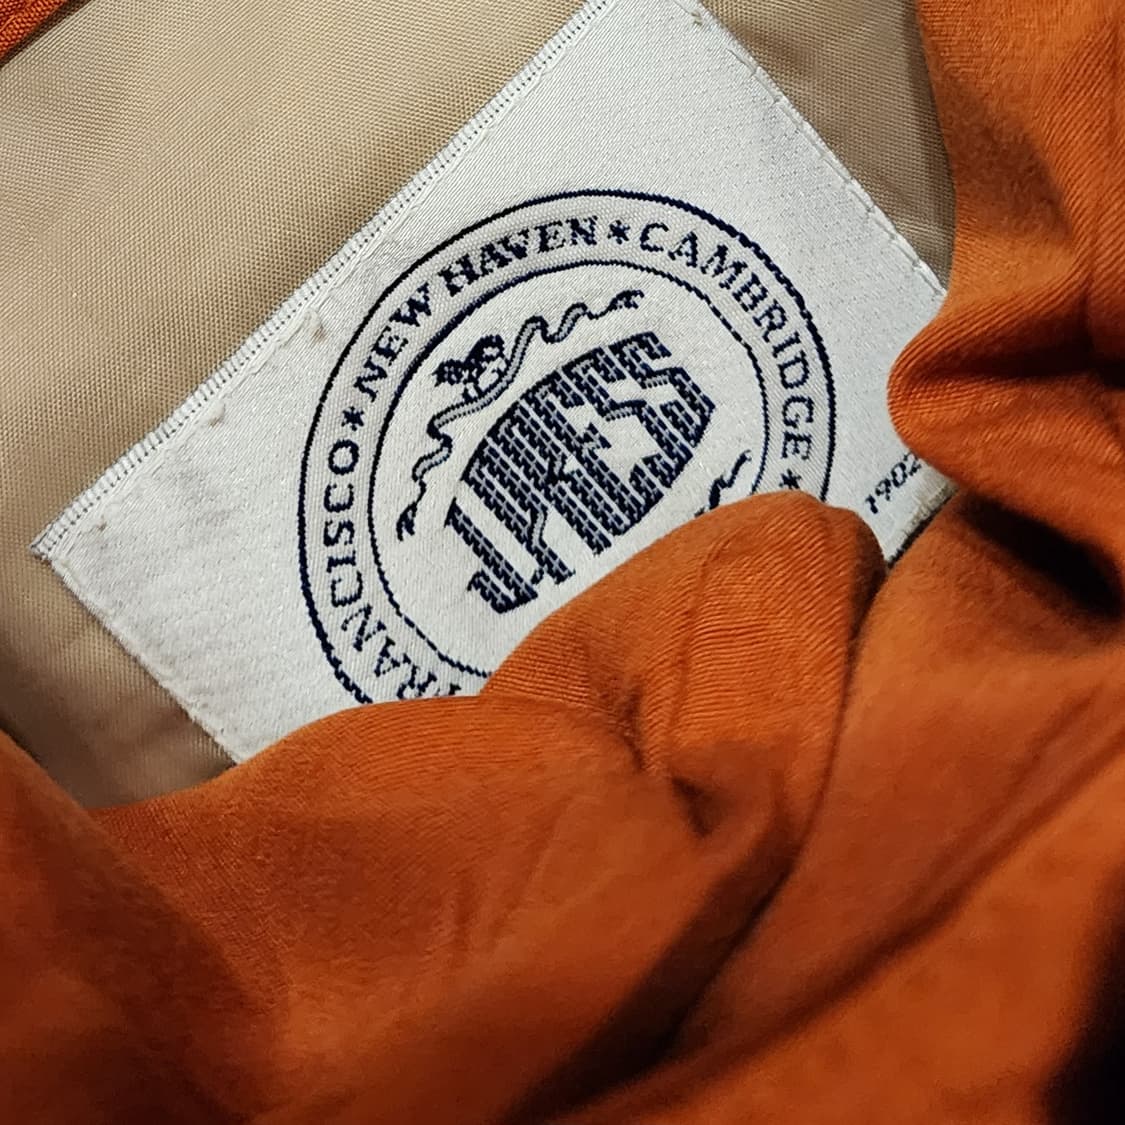 NEW HAVEN * CAMBRIDGE *
RANCISCO *
J.PRESS
1902